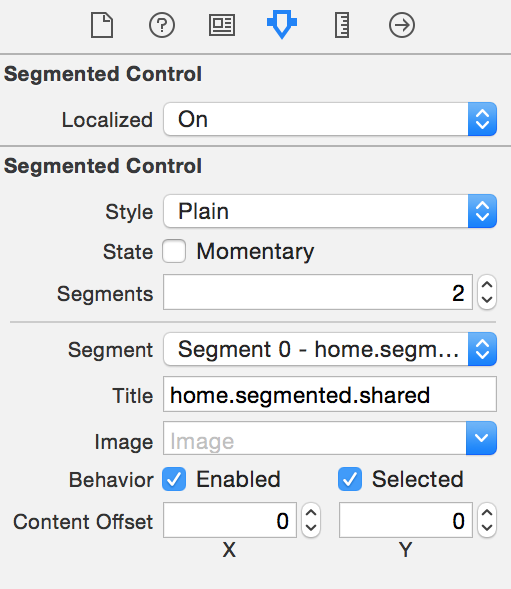 Segmented Control
Localized On
Segmented Control
Style Plain
State Momentary
Segments 2
Segment Segment 0 - home.segm...
Title home.segmented.shared
Image Image
Behavior Enabled Selected
Content Offset 0 0
X Y